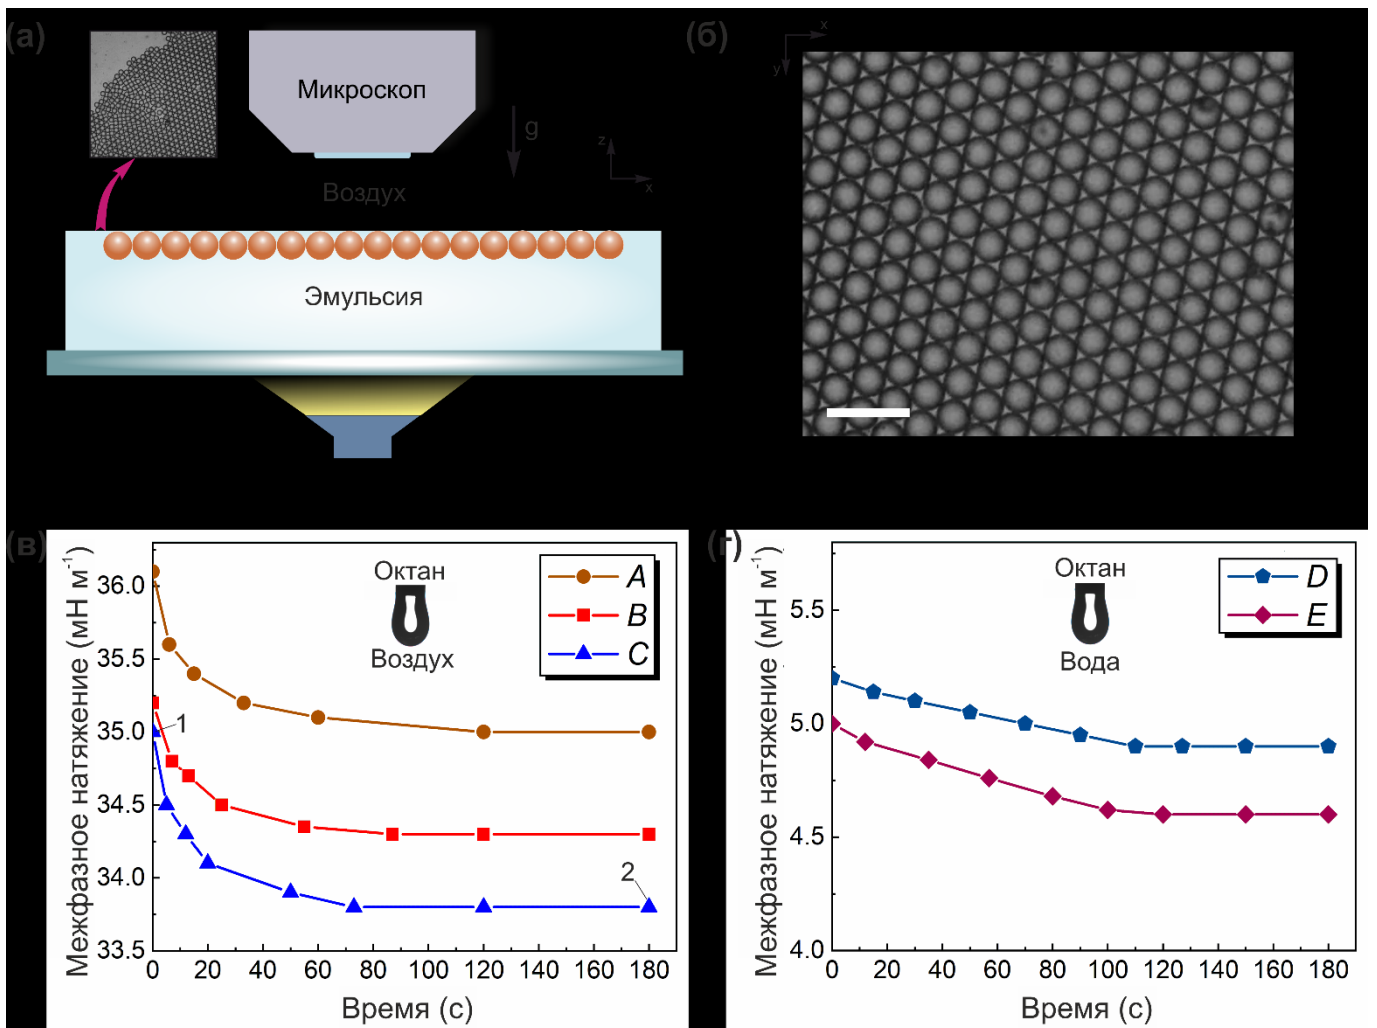 (а)
Микроскоп
g
z
x
Воздух
Эмульсия
(б)
x
y
(в)
Межфазное натяжение (мН м⁻¹)
36.0
35.5
35.0
34.5
34.0
33.5
0 20 40 60 80 100 120 140 160 180
Время (с)
Октан
Воздух
A
B
C
1
2
(г)
Межфазное натяжение (мН м⁻¹)
5.5
5.0
4.5
4.0
0 20 40 60 80 100 120 140 160 180
Время (с)
Октан
Вода
D
E